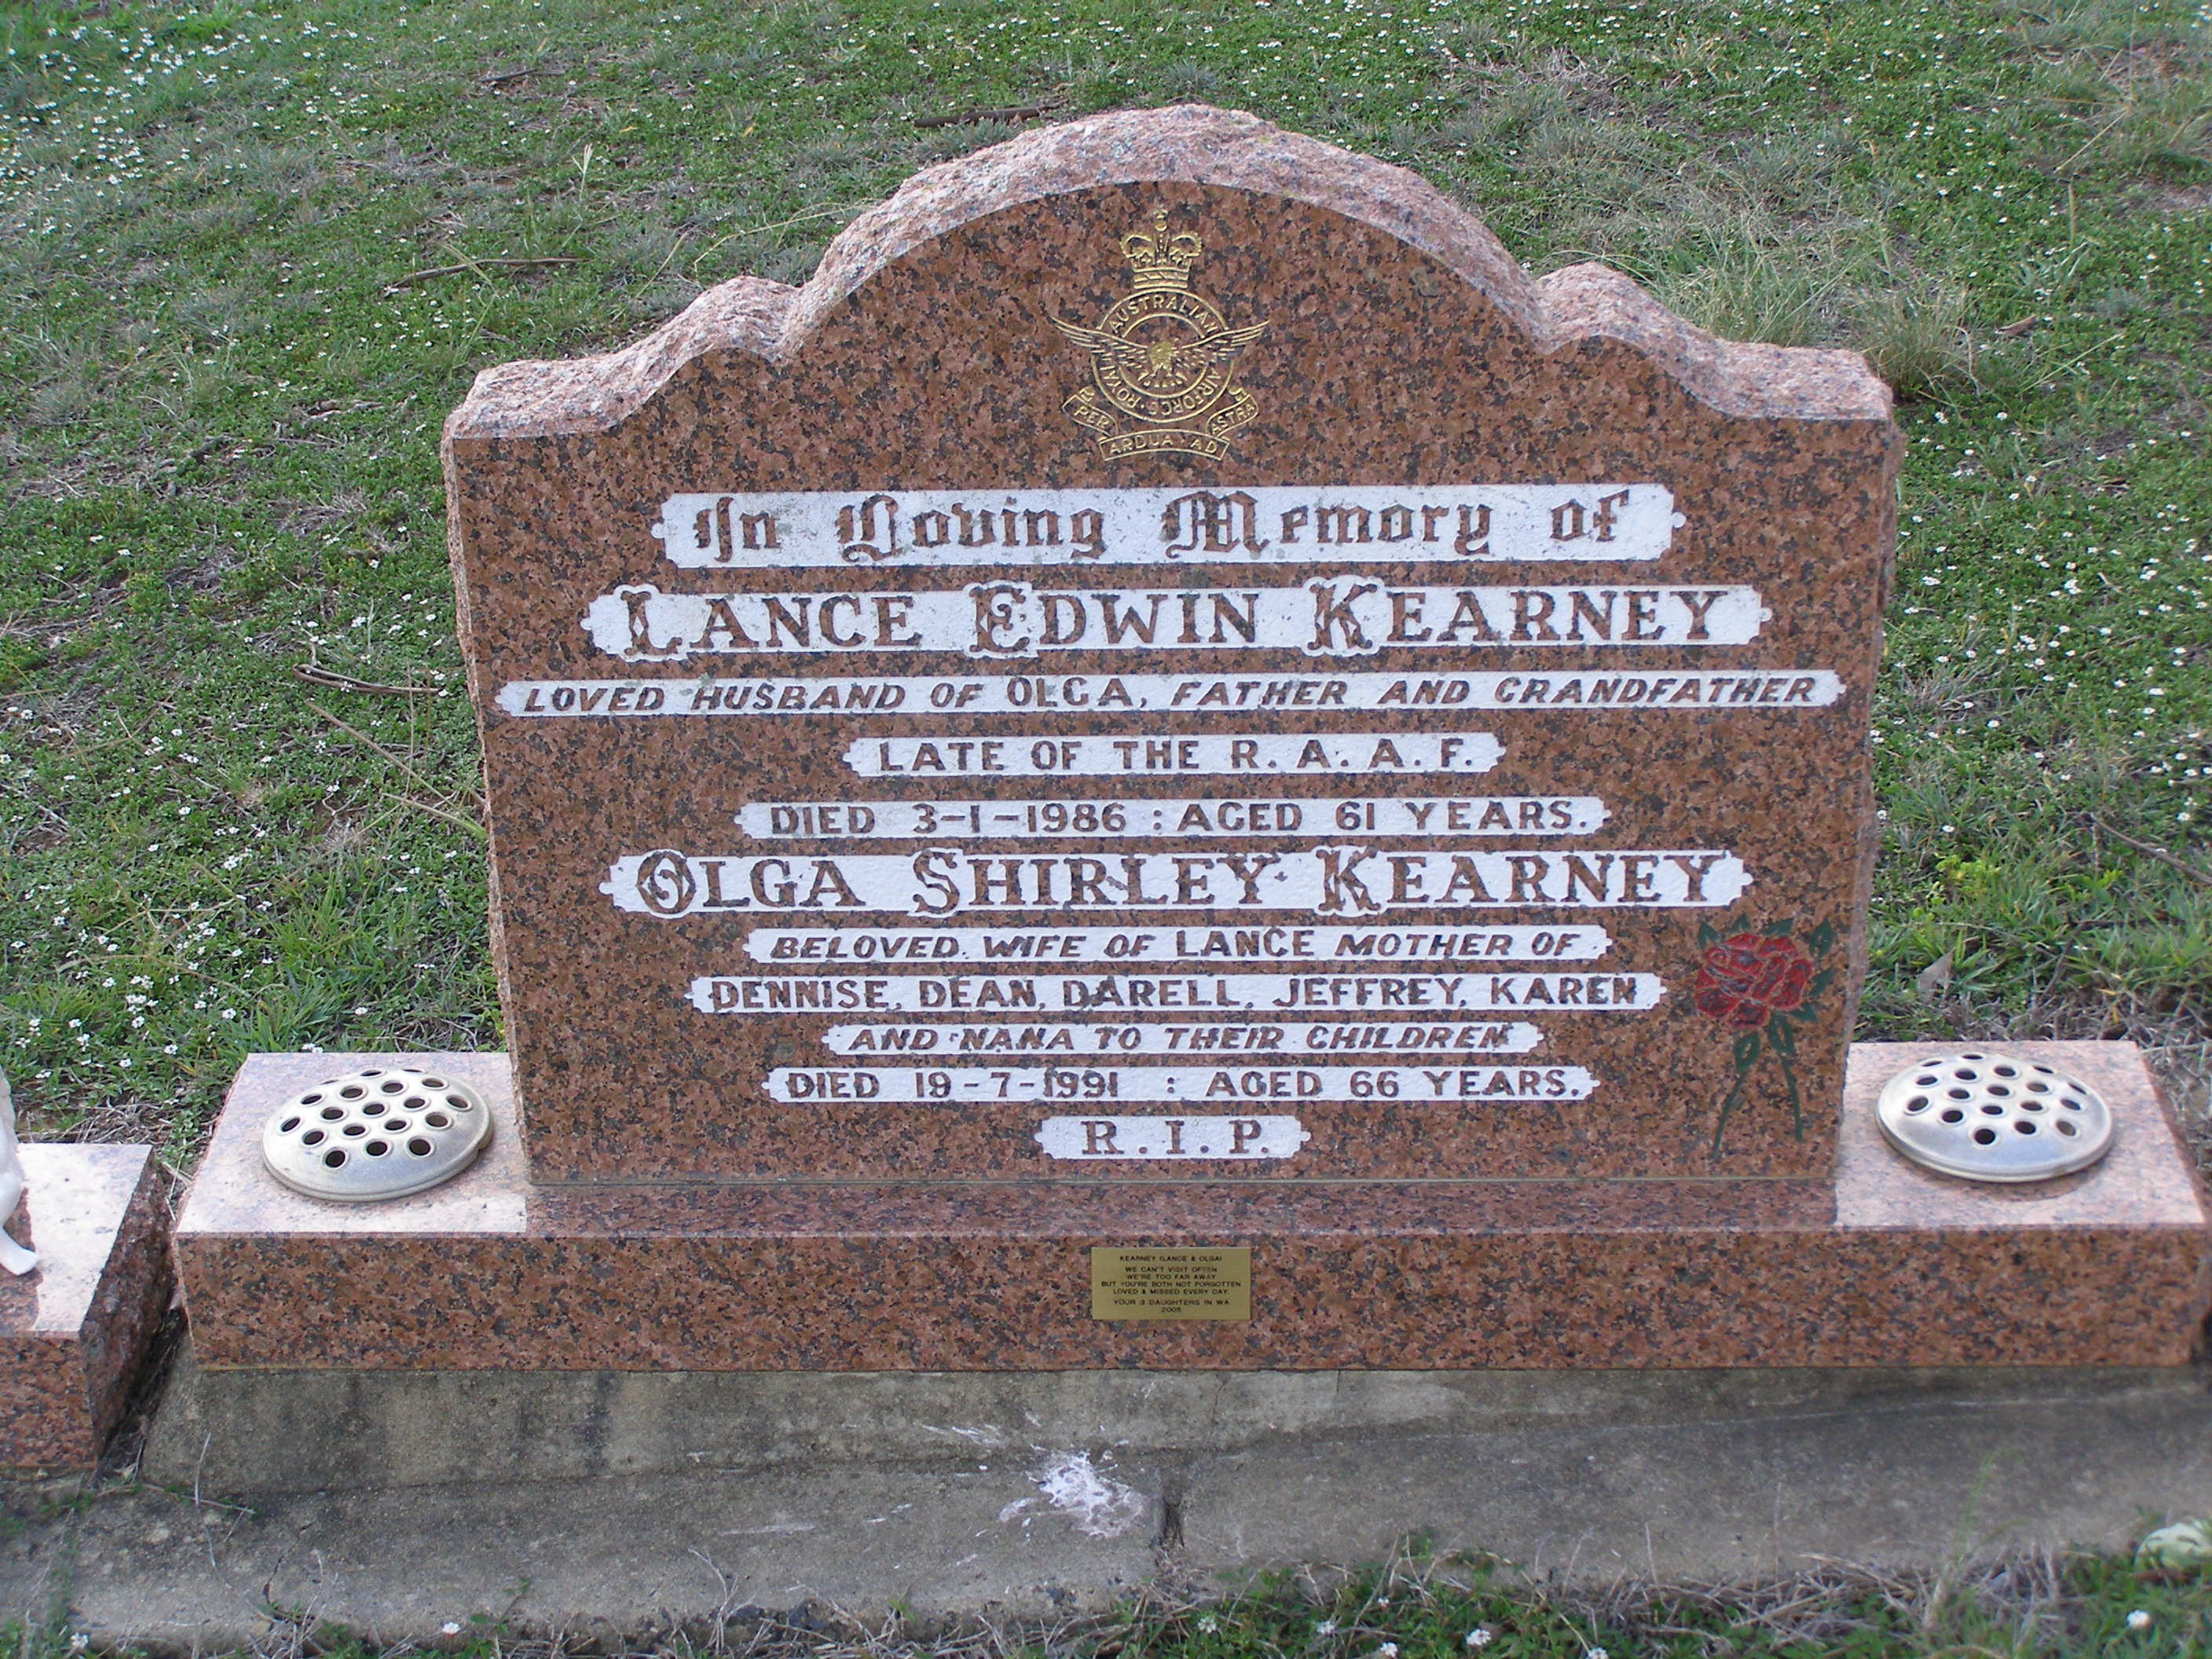 ROYAL AUSTRALIAN AIRFORCE
PER ARDUA AD ASTRA
In Loving Memory of
LANCE EDWIN KEARNEY
LOVED HUSBAND OF OLGA, FATHER AND GRANDFATHER
LATE OF THE R.A.A.F.
DIED 3-1-1986 : AGED 61 YEARS.
OLGA SHIRLEY KEARNEY
BELOVED WIFE OF LANCE MOTHER OF
DENNISE, DEAN, DARELL, JEFFREY, KAREN
AND NANA TO THEIR CHILDREN
DIED 19-7-1991 : AGED 66 YEARS.
R.I.P.
KEARNEY (LANCE & OLGA)
WE CAN'T VISIT OFTEN
WE'RE TOO FAR AWAY
BUT YOU'RE BOTH NOT FORGOTTEN
LOVED & MISSED EVERY DAY.
YOUR 3 DAUGHTERS IN WA
2005